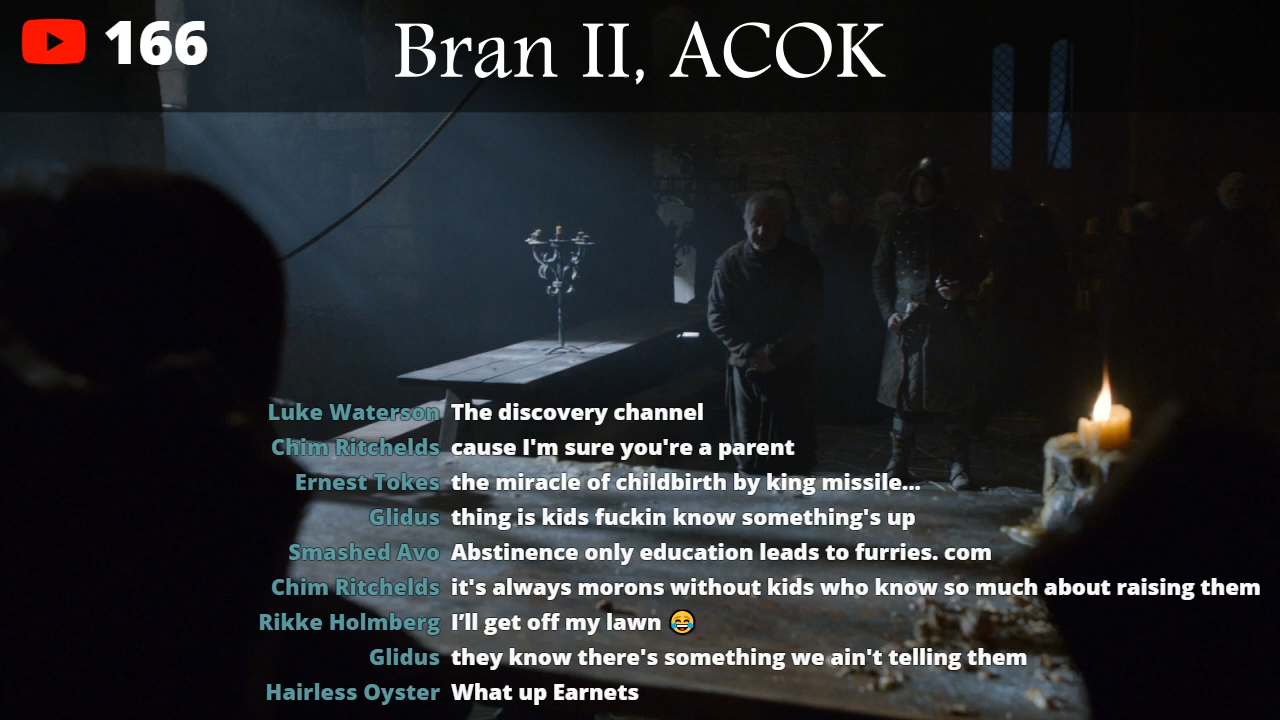 166
Bran II, ACOK
Luke Waterson The discovery channel
Chim Ritchelds cause I'm sure you're a parent
Ernest Tokes the miracle of childbirth by king missile...
Glidus thing is kids fuckin know something's up
Smashed Avo Abstinence only education leads to furries. com
Chim Ritchelds it's always morons without kids who know so much about raising them
Rikke Holmberg I’ll get off my lawn 😂
Glidus they know there's something we ain't telling them
Hairless Oyster What up Earnets